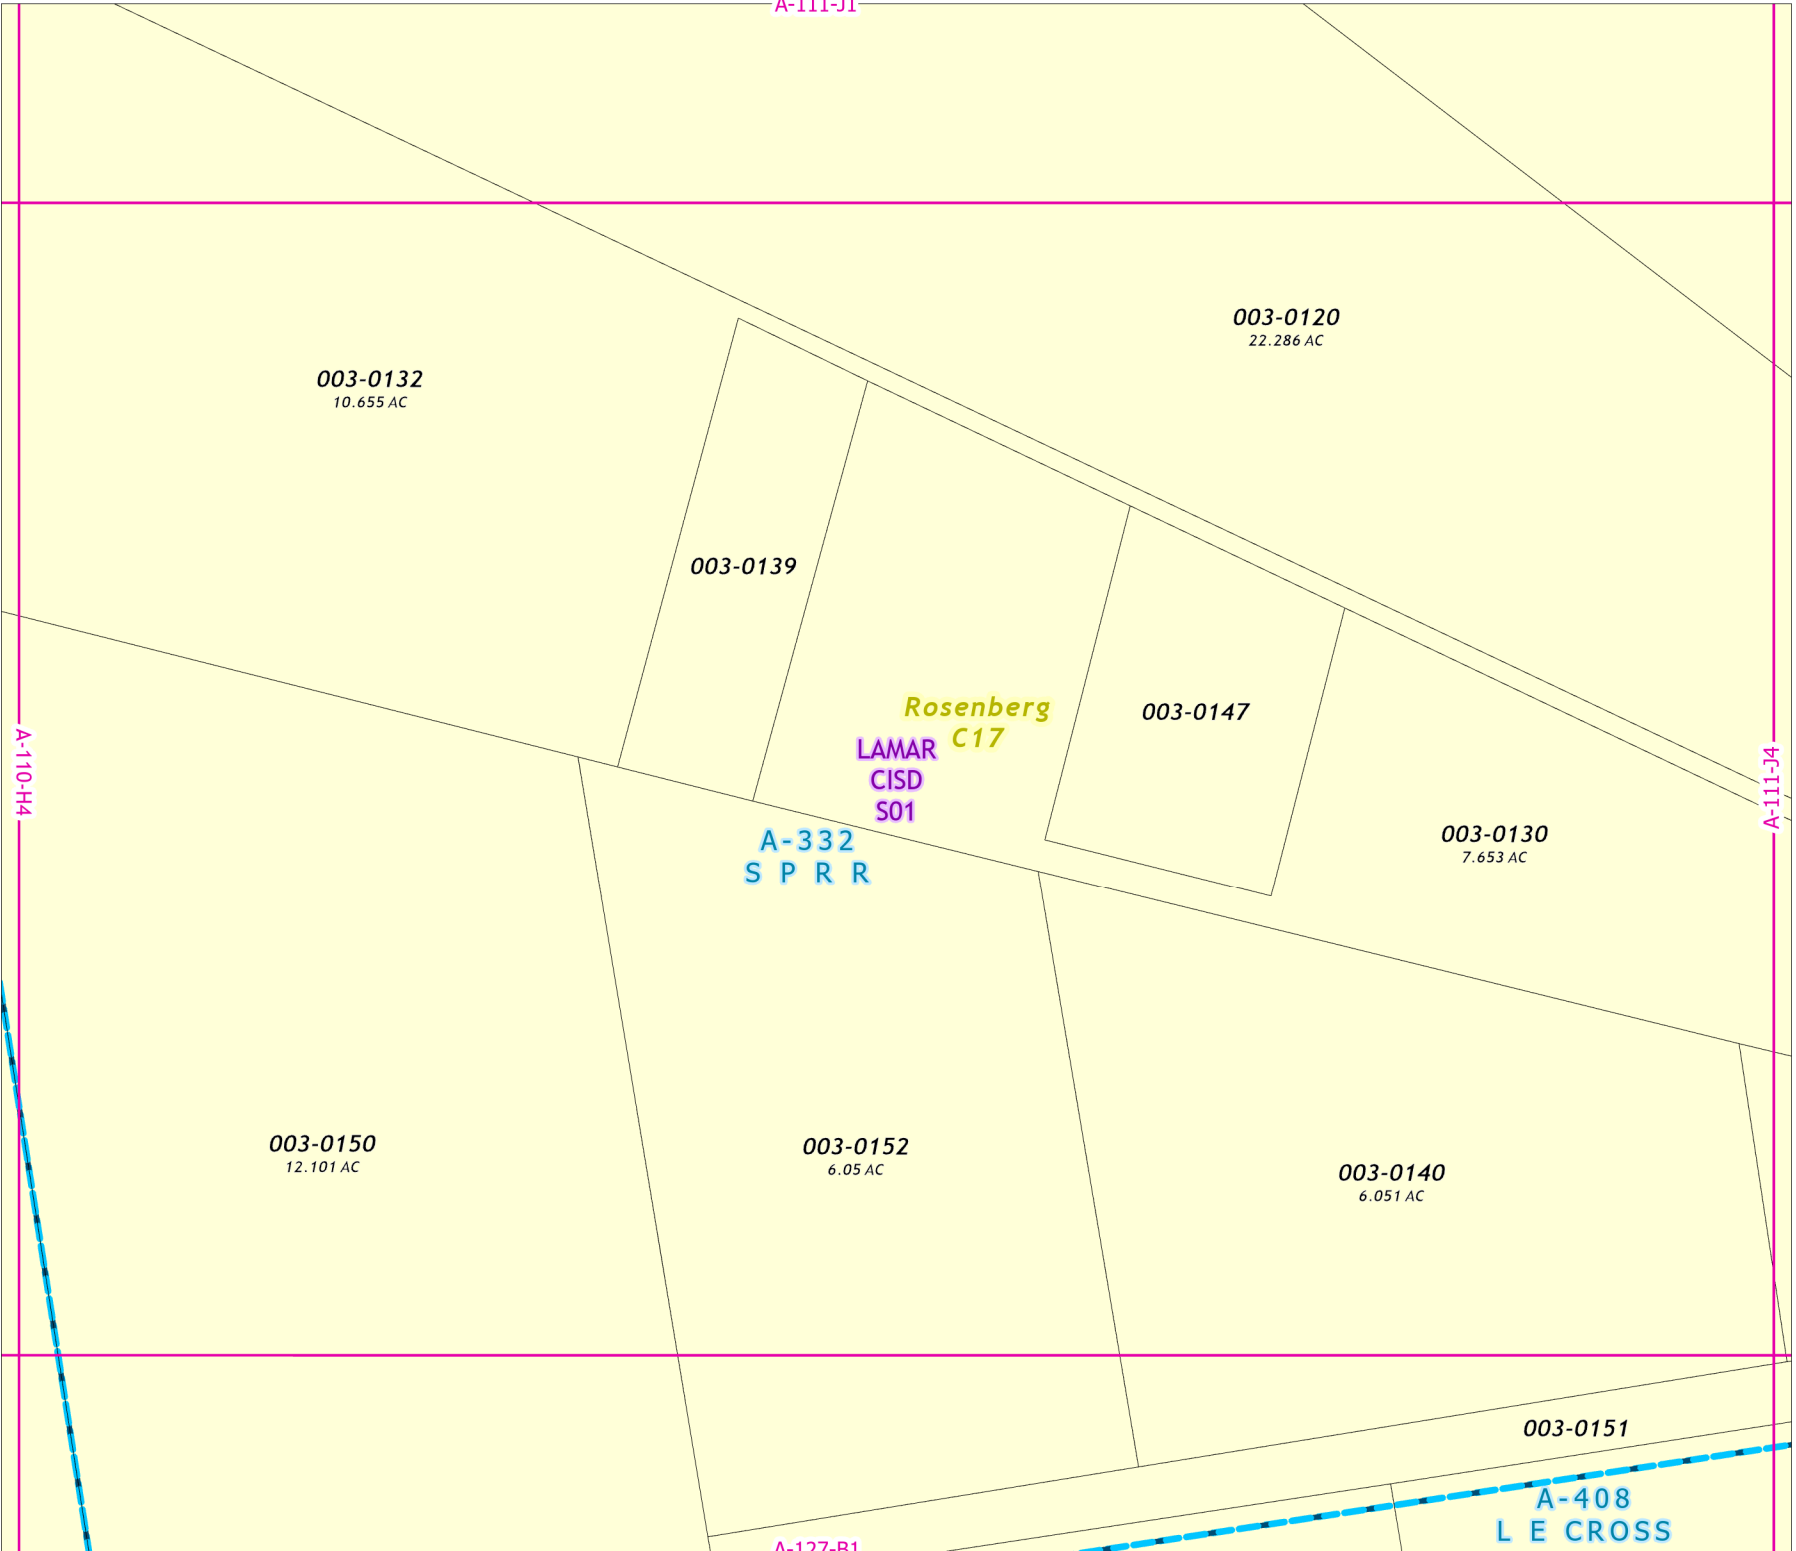 A-111-J1
003-0120
22.286 AC
003-0132
10.655 AC
003-0139
Rosenberg
C17
003-0147
LAMAR
CISD
S01
A-110-H4
A-111-J4
003-0130
7.653 AC
A-332
S P R R
003-0150
12.101 AC
003-0152
6.05 AC
003-0140
6.051 AC
003-0151
A-408
L E CROSS
A-127-B1